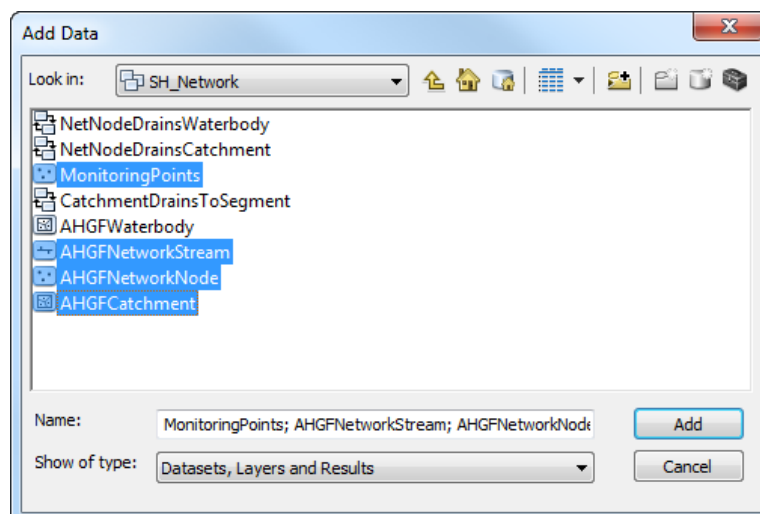 Add Data
Look in: SH_Network
NetNodeDrainsWaterbody
NetNodeDrainsCatchment
MonitoringPoints
CatchmentDrainsToSegment
AHGFWaterbody
AHGFNetworkStream
AHGFNetworkNode
AHGFCatchment
Name: MonitoringPoints; AHGFNetworkStream; AHGFNetworkNode Add
Show of type: Datasets, Layers and Results Cancel